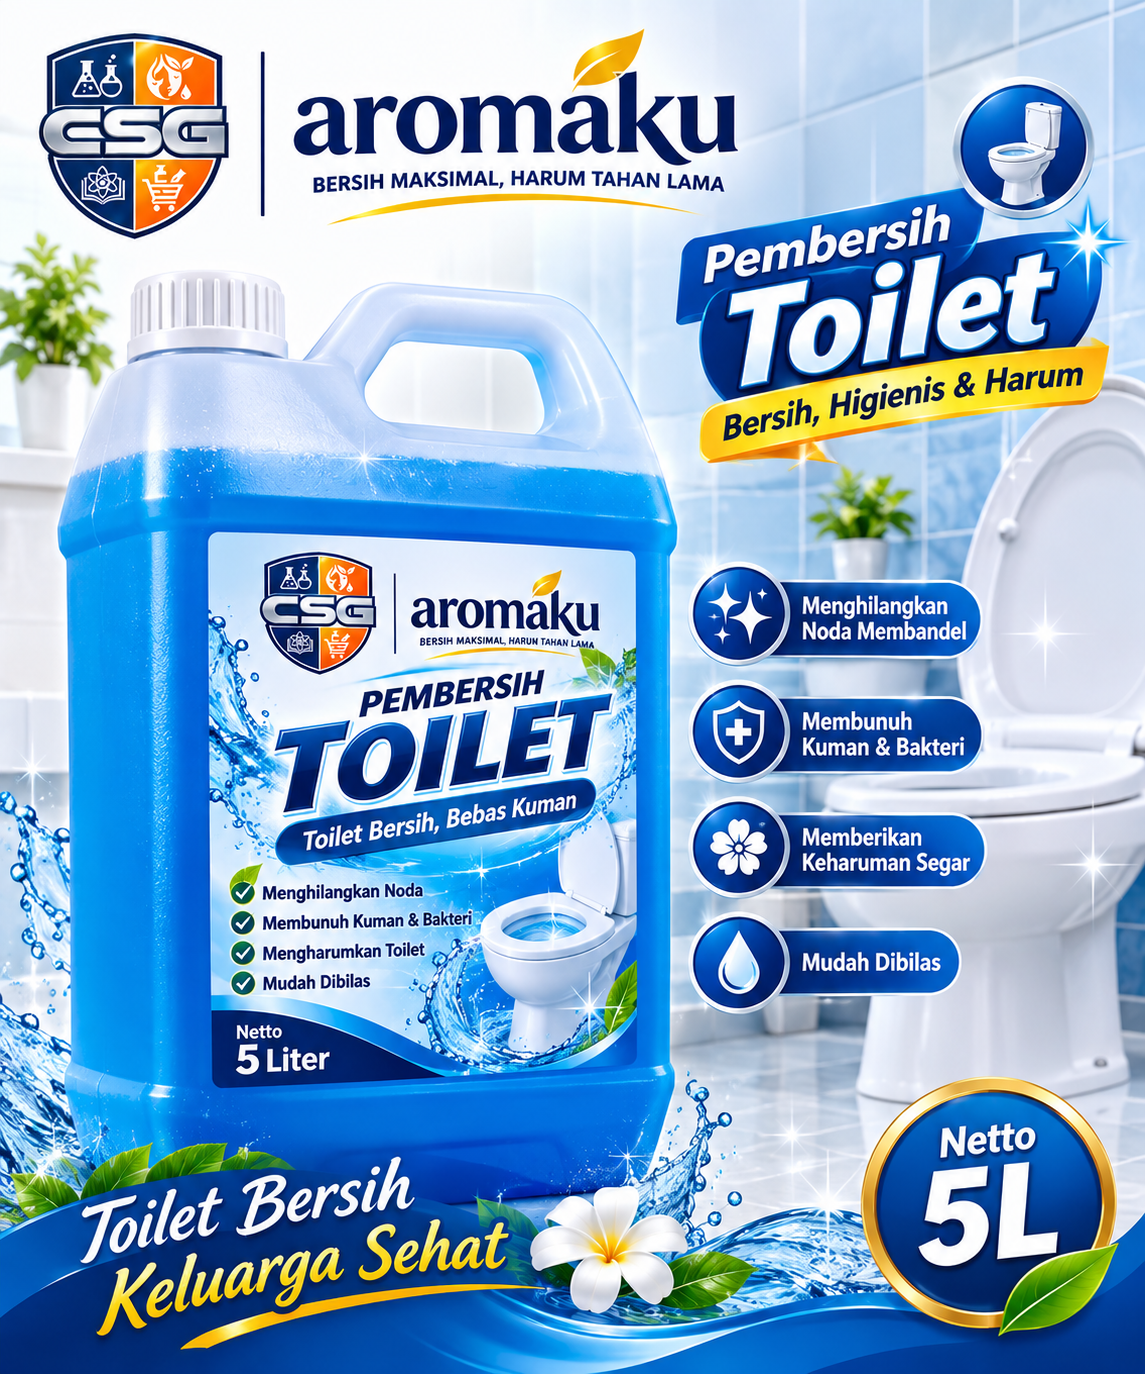 CSG
aromaku
BERSIH MAKSIMAL, HARUM TAHAN LAMA
Pembersih
Toilet
Bersih, Higienis & Harum
CSG
aromaku
BERSIH MAKSIMAL, HARUN TAHAN LAMA
PEMBERSIH
TOILET
Toilet Bersih, Bebas Kuman
Menghilangkan Noda
Membunuh Kuman & Bakteri
Mengharumkan Toilet
Mudah Dibilas
Netto
5 Liter
Menghilangkan
Noda Membandel
Membunuh
Kuman & Bakteri
Memberikan
Keharuman Segar
Mudah Dibilas
Toilet Bersih
Keluarga Sehat
Netto
5L